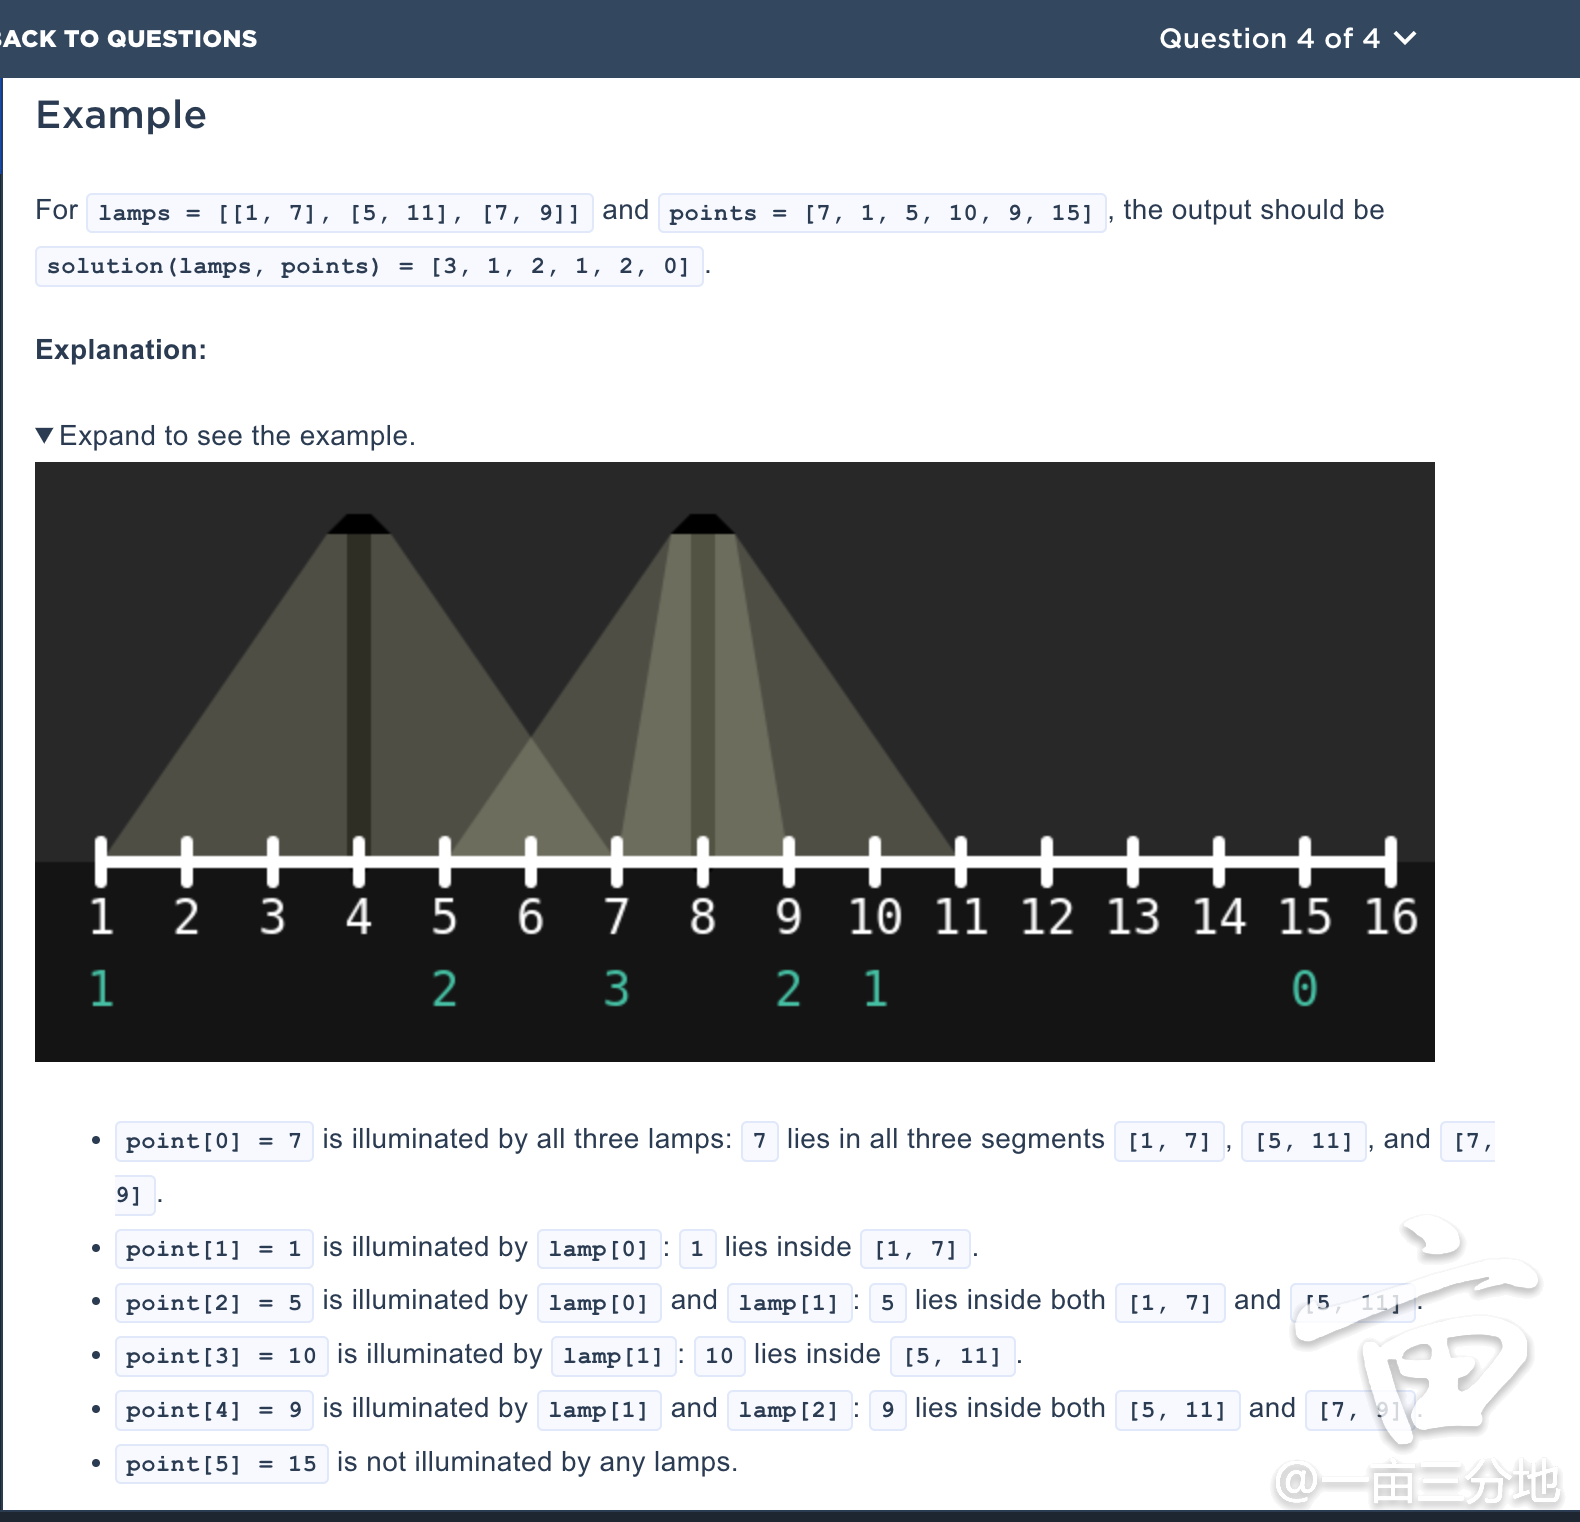 BACK TO QUESTIONS
Question 4 of 4
Example
For lamps = [[1, 7], [5, 11], [7, 9]] and points = [7, 1, 5, 10, 9, 15], the output should be
solution(lamps, points) = [3, 1, 2, 1, 2, 0].
Explanation:
▼ Expand to see the example.
1 2 3 4 5 6 7 8 9 10 11 12 13 14 15 16
1 2 3 2 1 0
• point[0] = 7 is illuminated by all three lamps: 7 lies in all three segments [1, 7], [5, 11], and [7,
9].
• point[1] = 1 is illuminated by lamp[0]: 1 lies inside [1, 7].
• point[2] = 5 is illuminated by lamp[0] and lamp[1]: 5 lies inside both [1, 7] and [5, 11].
• point[3] = 10 is illuminated by lamp[1]: 10 lies inside [5, 11].
• point[4] = 9 is illuminated by lamp[1] and lamp[2]: 9 lies inside both [5, 11] and [7, 9].
• point[5] = 15 is not illuminated by any lamps.
亩
@一亩三分地